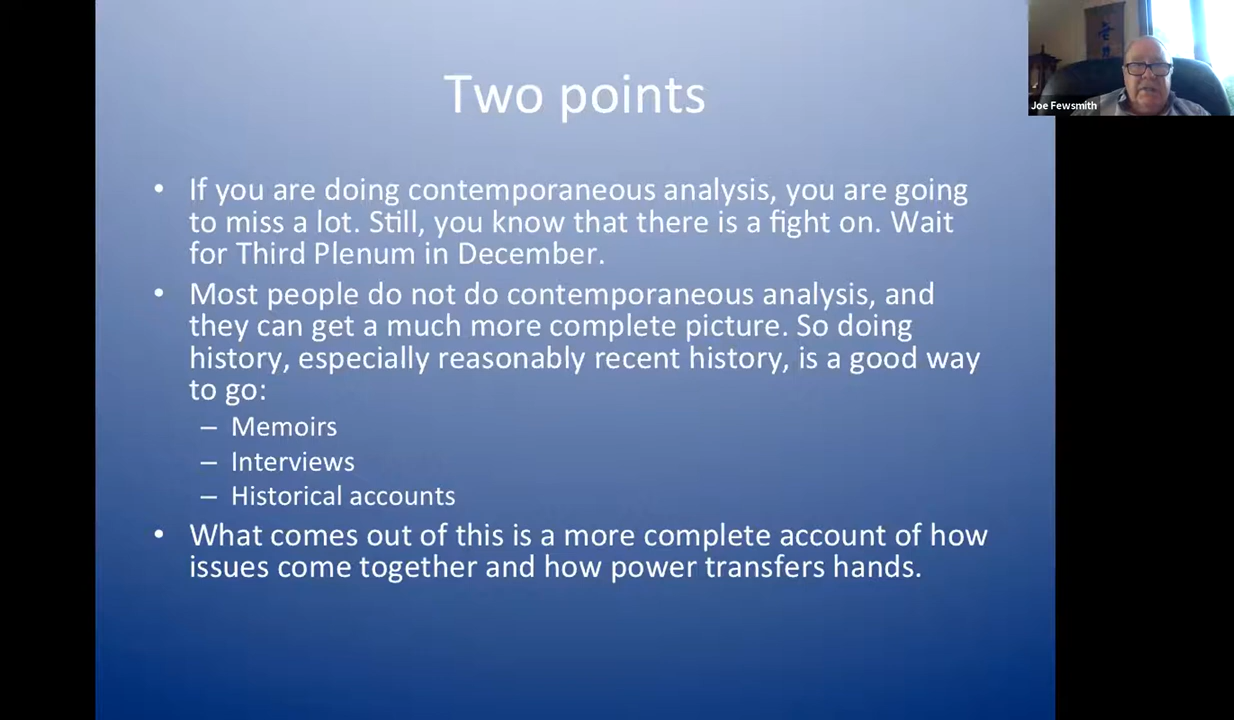 Two points
• If you are doing contemporaneous analysis, you are going
to miss a lot. Still, you know that there is a fight on. Wait
for Third Plenum in December.
• Most people do not do contemporaneous analysis, and
they can get a much more complete picture. So doing
history, especially reasonably recent history, is a good way
to go:
– Memoirs
– Interviews
– Historical accounts
• What comes out of this is a more complete account of how
issues come together and how power transfers hands.
Joe Fewsmith